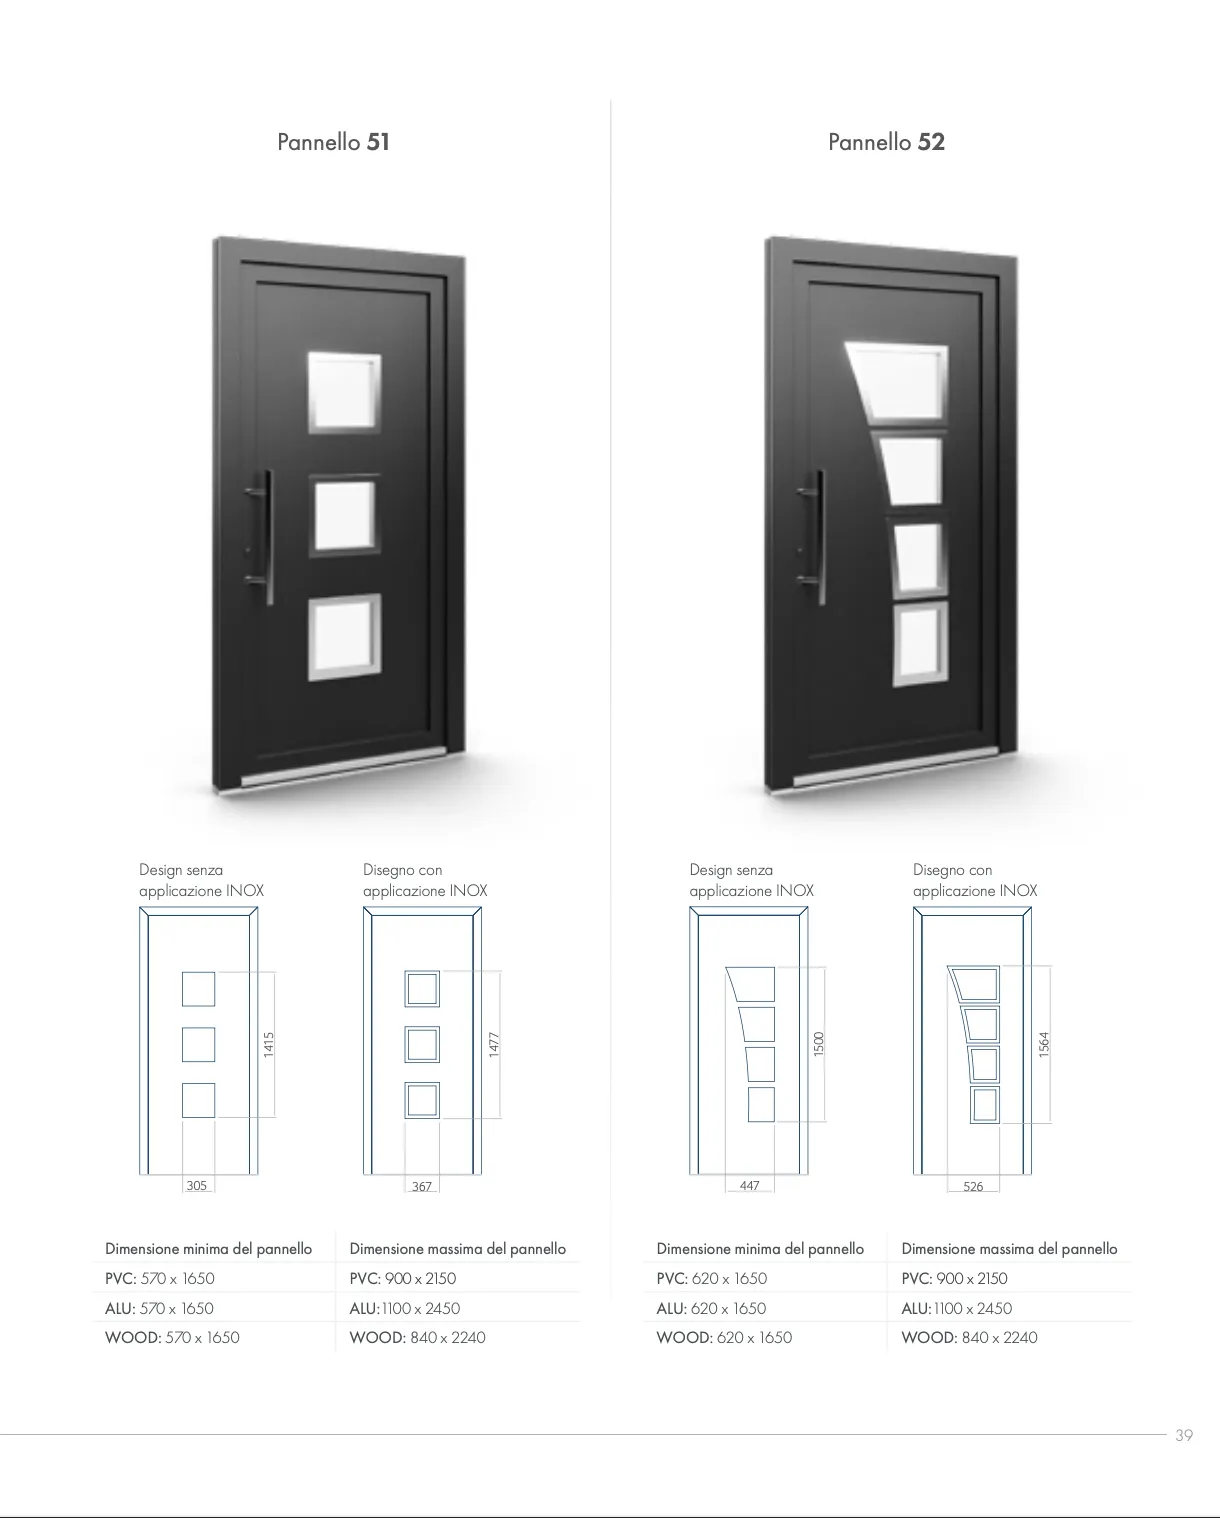 Pannello 51
Design senza
applicazione INOX
Disegno con
applicazione INOX
1415
1477
305
367
Dimensione minima del pannello
Dimensione massima del pannello
PVC: 570 x 1650
PVC: 900 x 2150
ALU: 570 x 1650
ALU:1100 x 2450
WOOD: 570 x 1650
WOOD: 840 x 2240
Pannello 52
Design senza
applicazione INOX
Disegno con
applicazione INOX
1500
1564
447
526
Dimensione minima del pannello
Dimensione massima del pannello
PVC: 620 x 1650
PVC: 900 x 2150
ALU: 620 x 1650
ALU:1100 x 2450
WOOD: 620 x 1650
WOOD: 840 x 2240
39